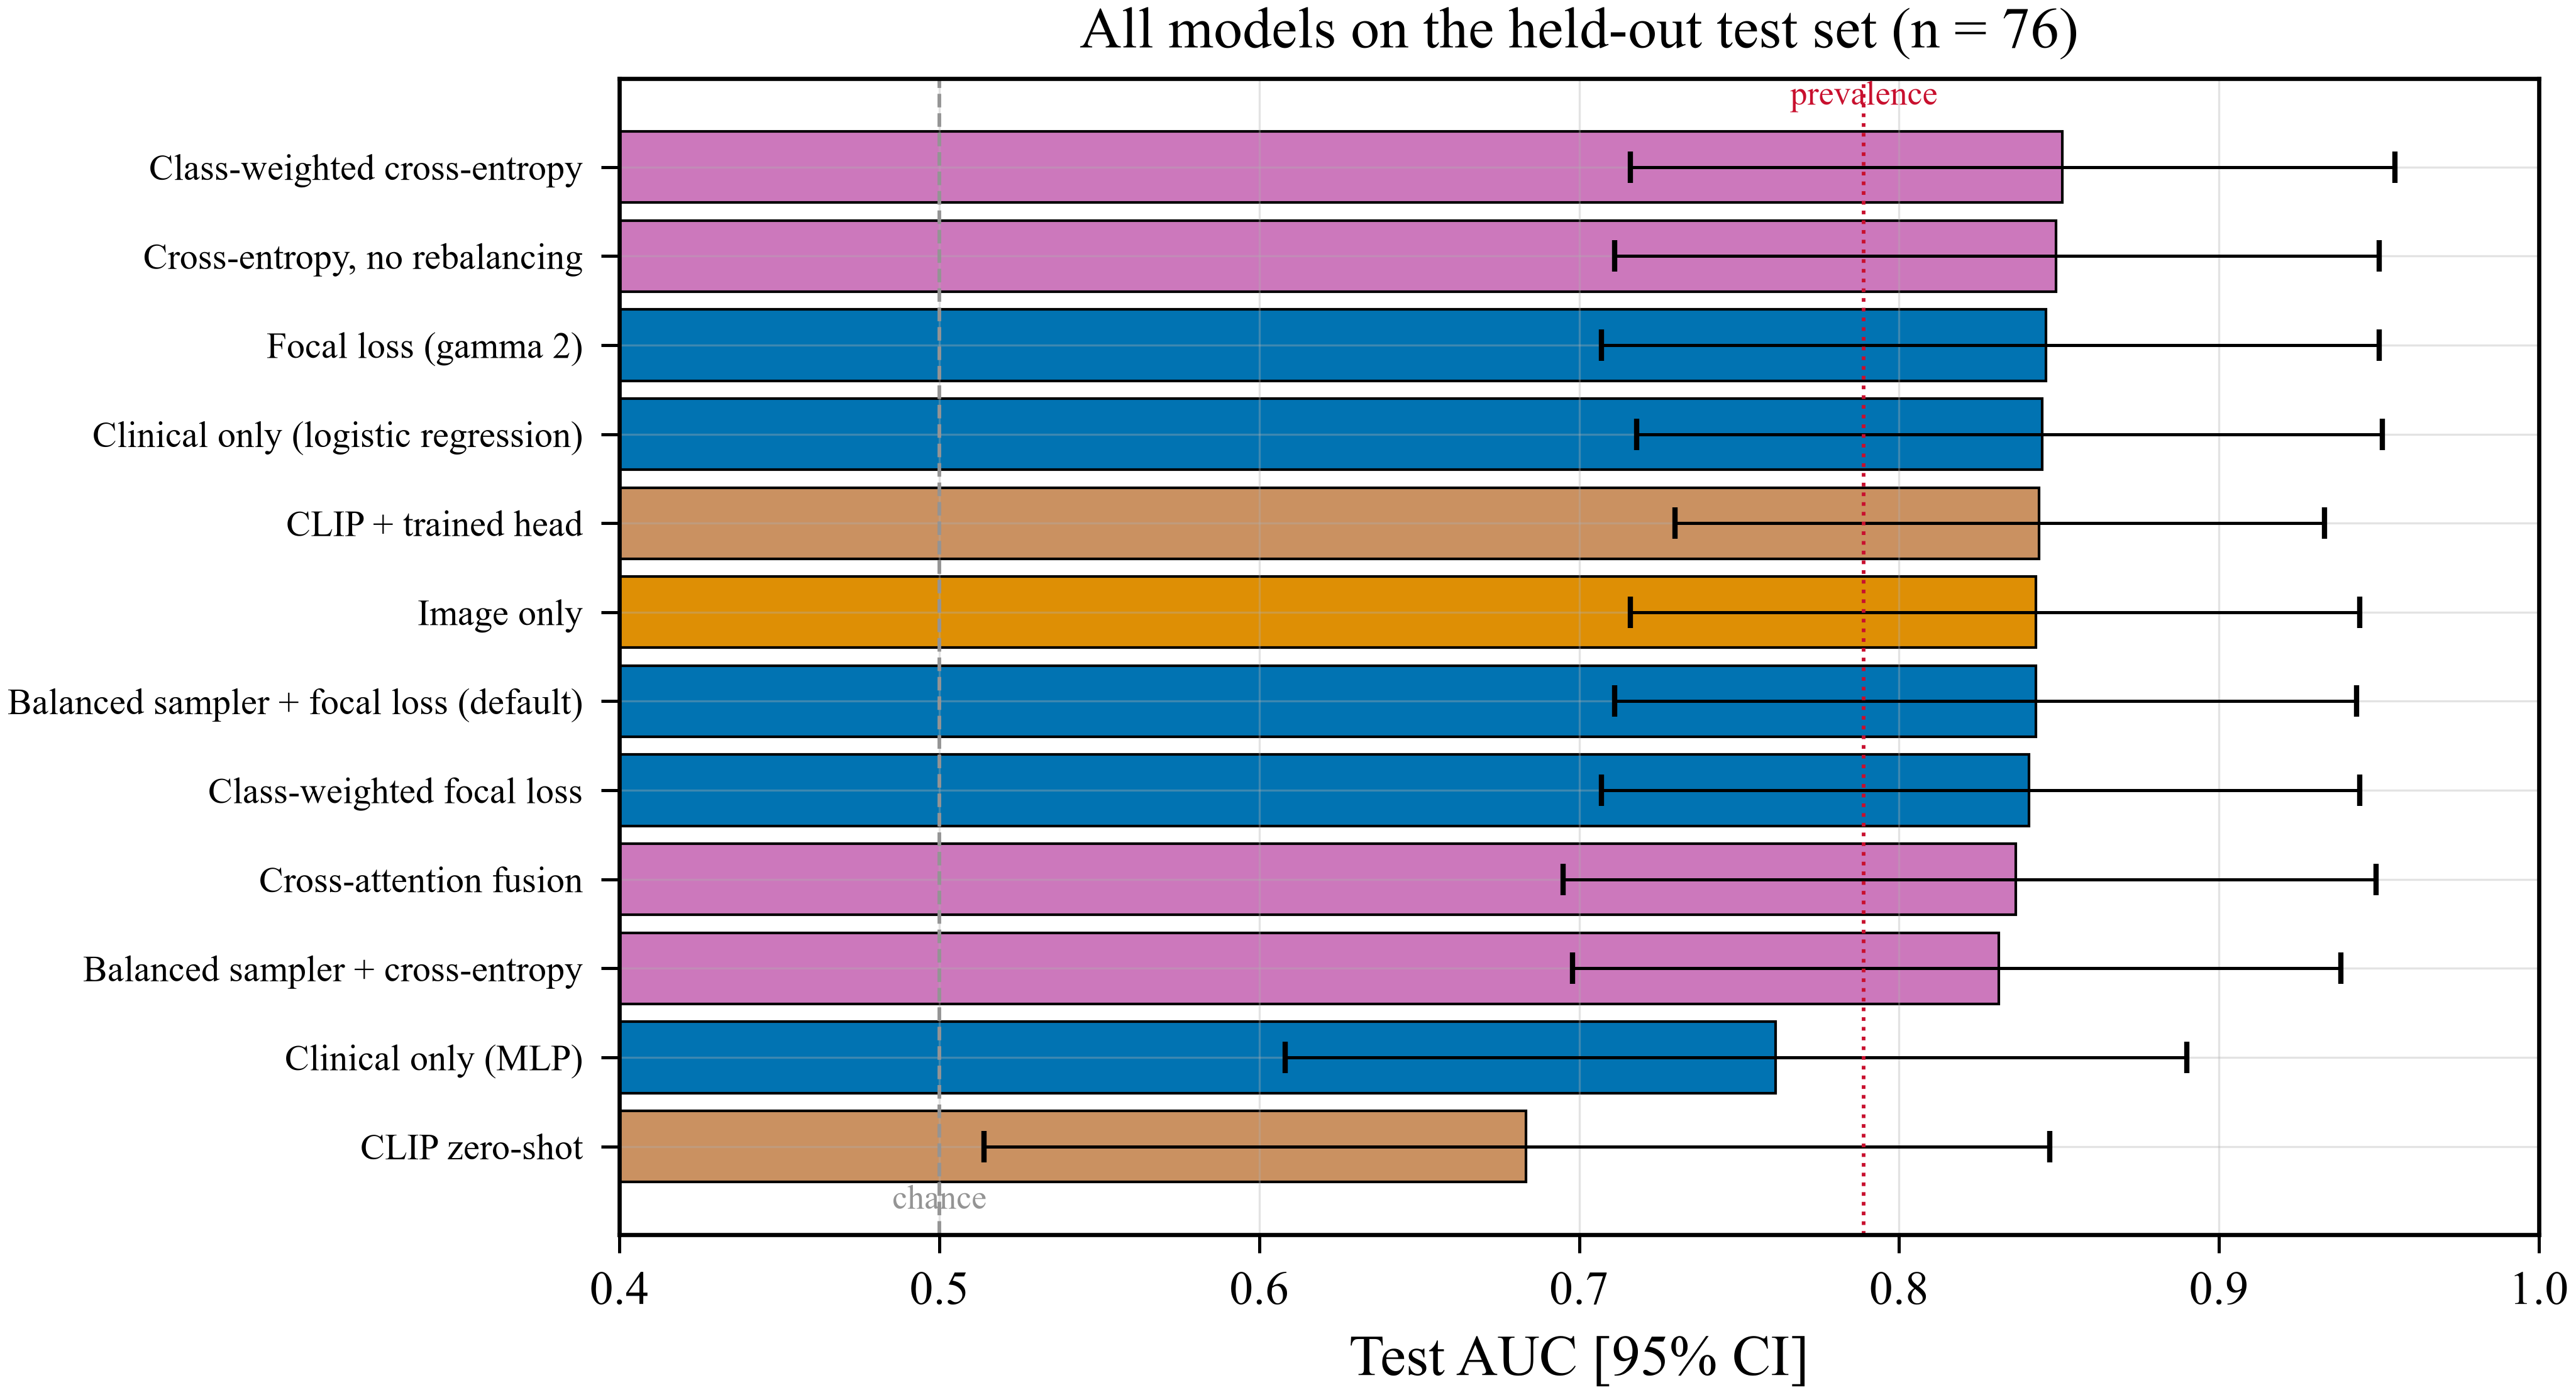 All models on the held-out test set (n = 76)
prevalence
Class-weighted cross-entropy
Cross-entropy, no rebalancing
Focal loss (gamma 2)
Clinical only (logistic regression)
CLIP + trained head
Image only
Balanced sampler + focal loss (default)
Class-weighted focal loss
Cross-attention fusion
Balanced sampler + cross-entropy
Clinical only (MLP)
CLIP zero-shot
chance
0.4 0.5 0.6 0.7 0.8 0.9 1.0
Test AUC [95% CI]